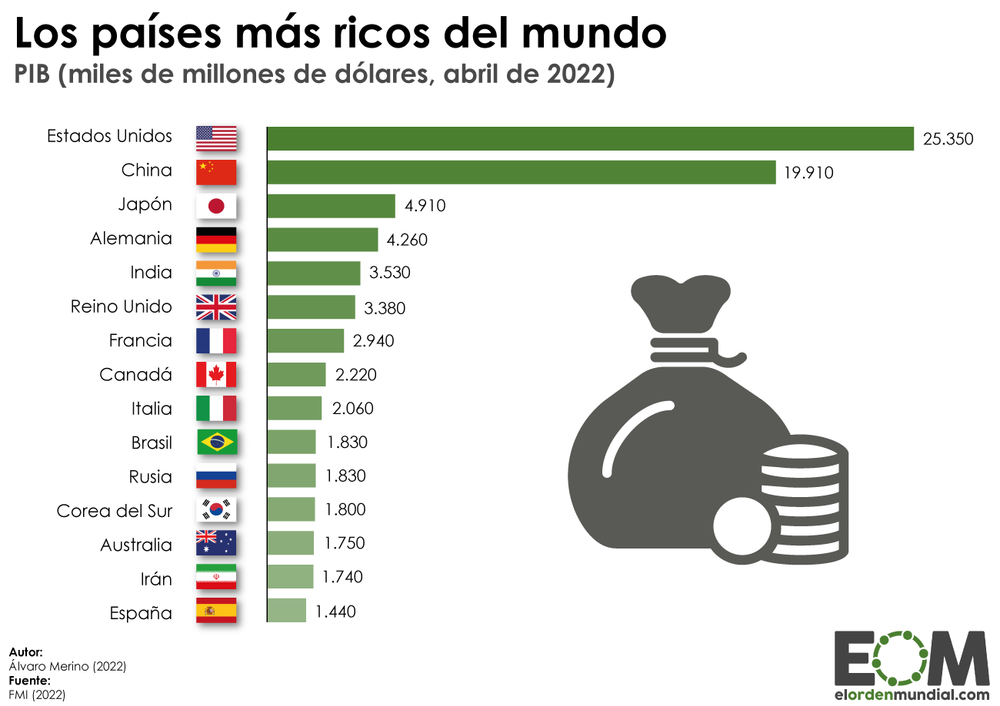 Los países más ricos del mundo
PIB (miles de millones de dólares, abril de 2022)
Estados Unidos 25.350
China 19.910
Japón 4.910
Alemania 4.260
India 3.530
Reino Unido 3.380
Francia 2.940
Canadá 2.220
Italia 2.060
Brasil 1.830
Rusia 1.830
Corea del Sur 1.800
Australia 1.750
Irán 1.740
España 1.440
Autor:
Álvaro Merino (2022)
Fuente:
FMI (2022)
EOM
elordenmundial.com